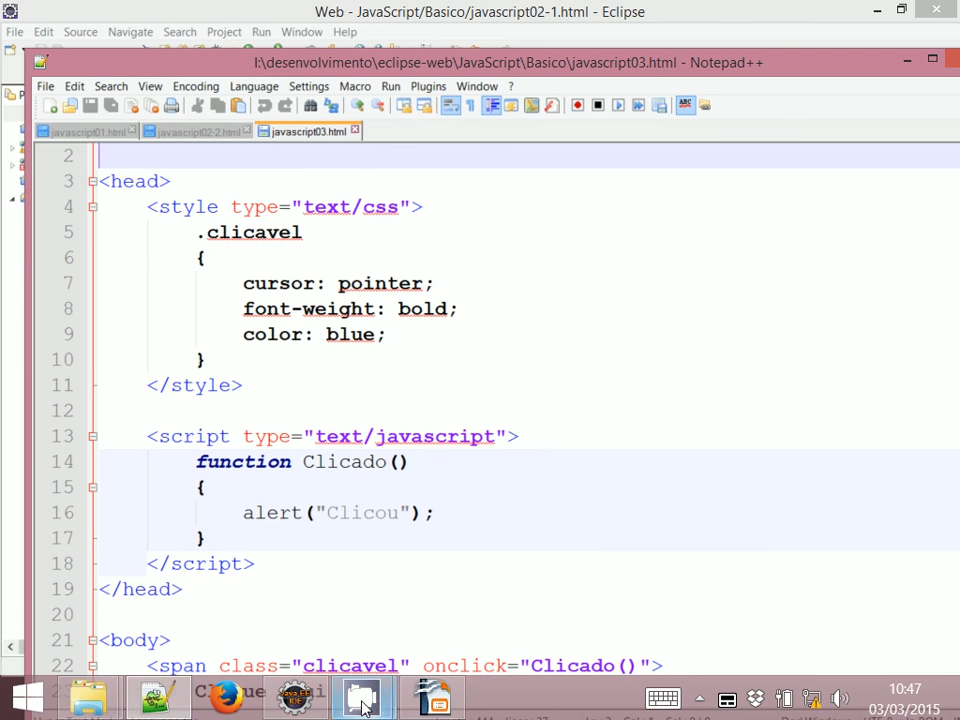 Web - JavaScript/Basico/javascript02-1.html - Eclipse
File Edit Source Navigate Search Project Run Window Help
I:\desenvolvimento\eclipse-web\JavaScript\Basico\javascript03.html - Notepad++
File Edit Search View Encoding Language Settings Macro Run Plugins Window ?
javascript01.html javascript02-2.html javascript03.html
2
3 <head>
4 <style type="text/css">
5 .clicavel
6 {
7 cursor: pointer;
8 font-weight: bold;
9 color: blue;
10 }
11 </style>
12
13 <script type="text/javascript">
14 function Clicado()
15 {
16 alert("Clicou");
17 }
18 </script>
19 </head>
20
21 <body>
22 <span class="clicavel" onclick="Clicado()">
Java EE
IDE
10:47
03/03/2015